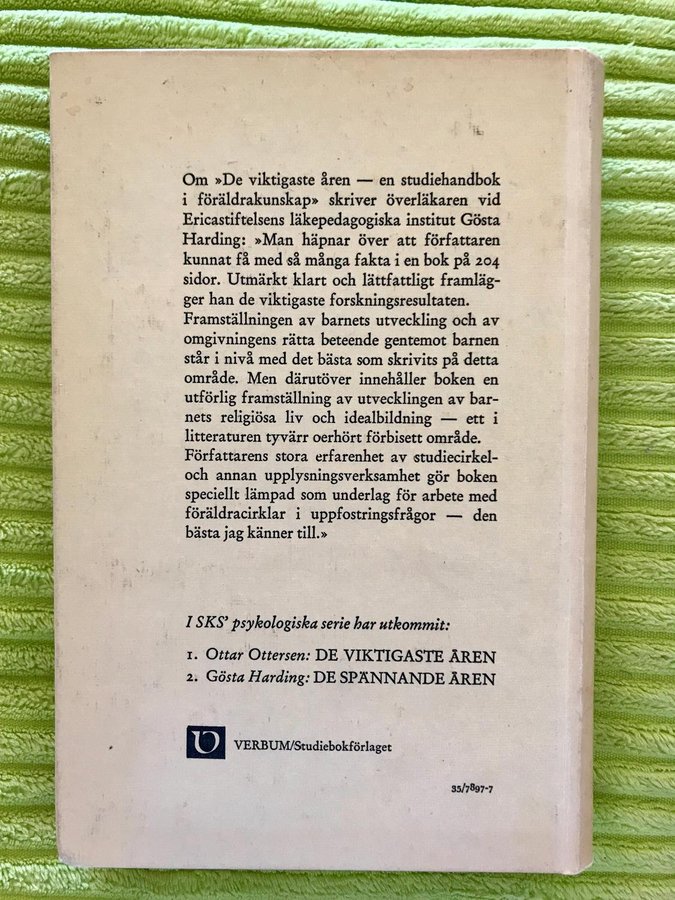 Om »De viktigaste åren — en studiehandbok
i föräldrakunskap» skriver överläkaren vid
Ericastiftelsens läkepedagogiska institut Gösta
Harding: »Man häpnar över att författaren
kunnat få med så många fakta i en bok på 204
sidor. Utmärkt klart och lättfattligt framläg-
ger han de viktigaste forskningsresultaten.
Framställningen av barnets utveckling och av
omgivningens rätta beteende gentemot barnen
står i nivå med det bästa som skrivits på detta
område. Men därutöver innehåller boken en
utförlig framställning av utvecklingen av bar-
nets religiösa liv och idealbildning — ett i
litteraturen tyvärr oerhört förbisett område.
Författarens stora erfarenhet av studiecirkel-
och annan upplysningsverksamhet gör boken
speciellt lämpad som underlag för arbete med
föräldracirklar i uppfostringsfrågor — den
bästa jag känner till.»
I SKS' psykologiska serie har utkommit:
1. Ottar Ottersen: DE VIKTIGASTE ÅREN
2. Gösta Harding: DE SPÄNNANDE ÅREN
VERBUM/Studiebokförlaget
35/7897-7